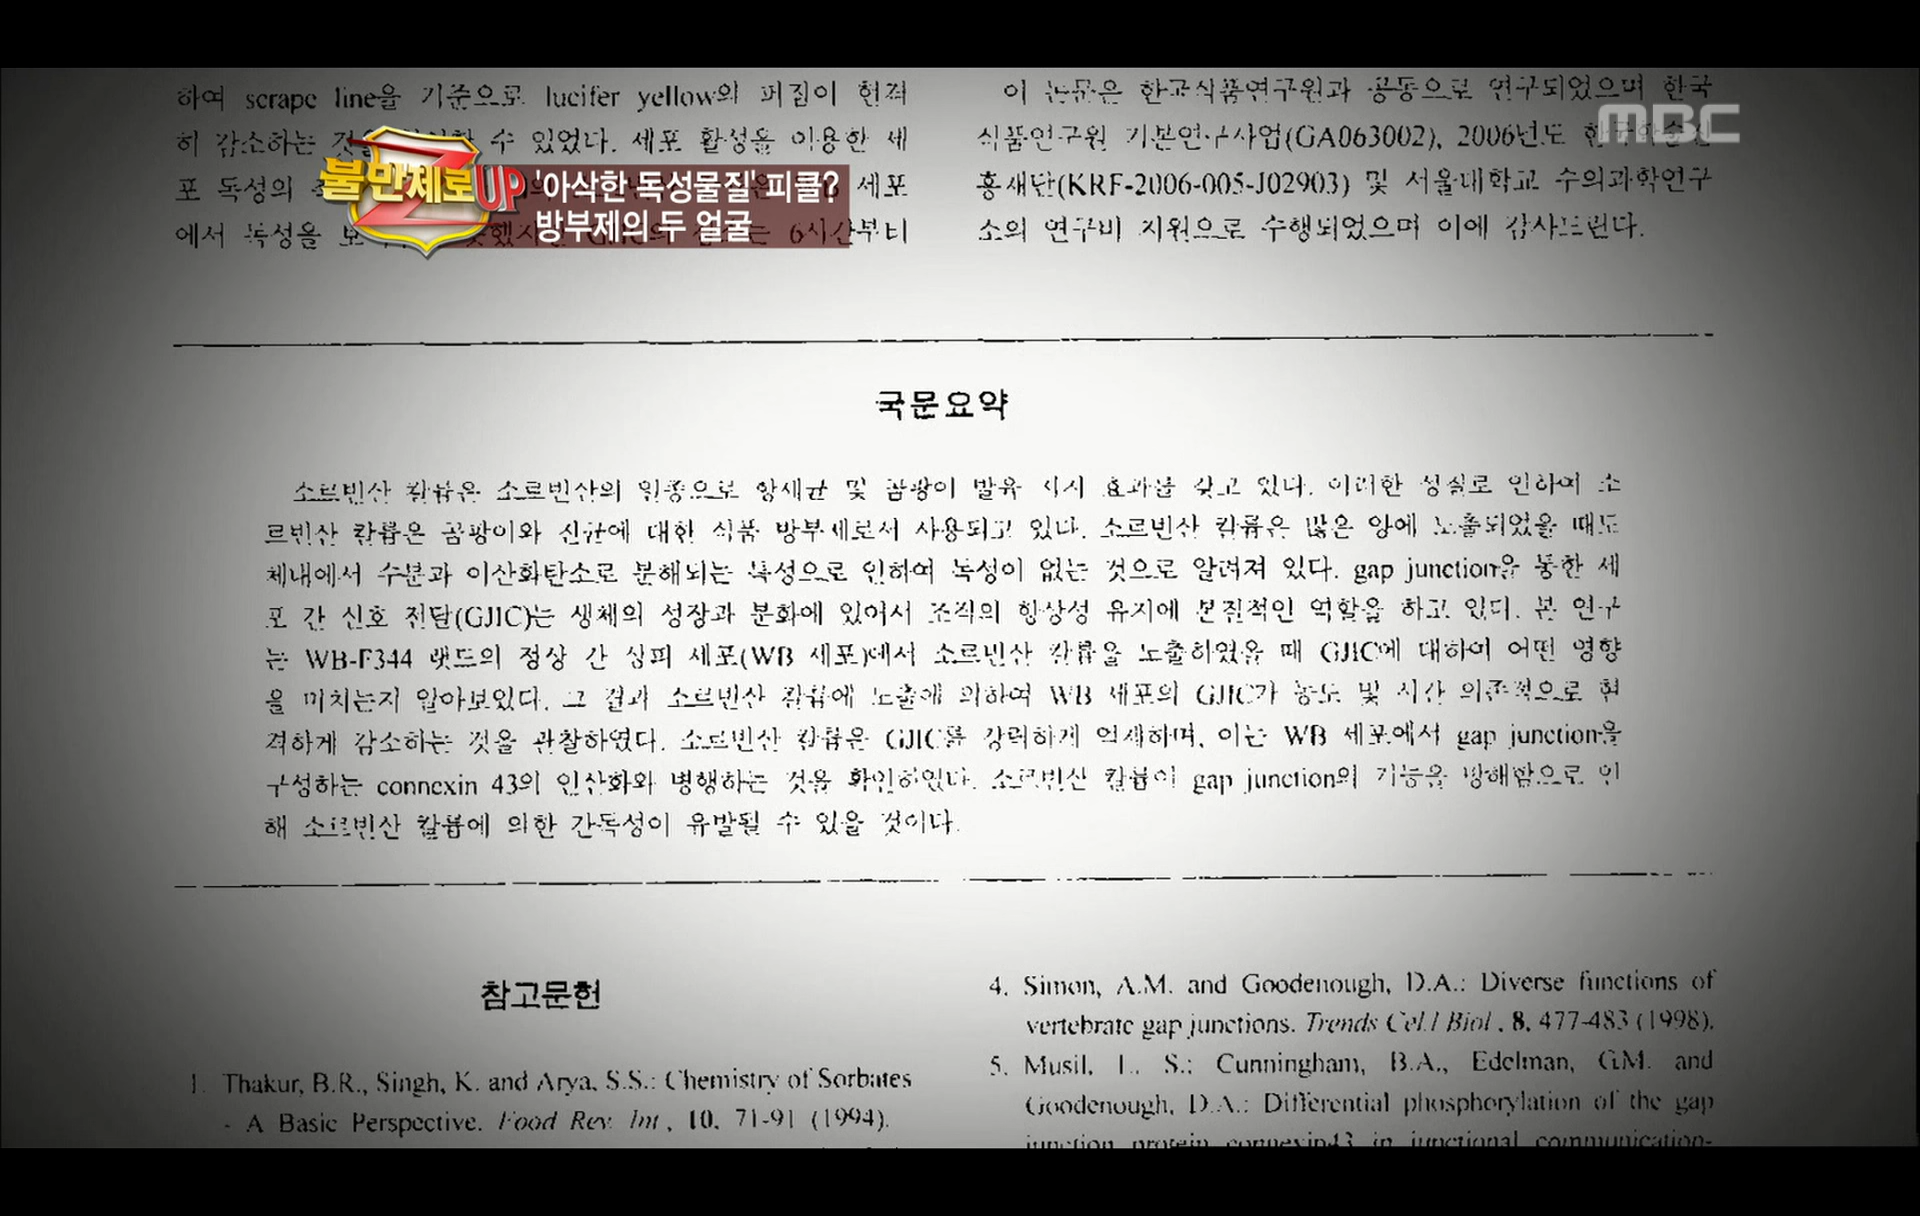 하여 scrape line을 기준으로 lucifer yellow의 퍼짐이 현격
히 감소하는 것을 수 있었다. 세포 활성을 이용한 세
포 독성의 세포
에서 독성을 6시간부터
이 논문은 한국식품연구원과 공동으로 연구되었으며 한국
식품연구원 기본연구사업(GA063002), 2006년도
흥재단(KRF-2006-005-J02903) 및 서울대학교 수의과학연구
소의 연구비 지원으로 수행되었으며 이에 감사드린다.
MBC
불만제로UP
'아삭한 독성물질' 피클?
방부제의 두 얼굴
국문요약
소르빈산 칼륨은 소르빈산의 일종으로 항세균 및 곰팡이 발육 저지 효과를 갖고 있다. 이러한 성질로 인하여 소
르빈산 칼륨은 곰팡이와 진균에 대한 식품 방부제로서 사용되고 있다. 소르빈산 칼륨은 많은 양에 노출되었을 때도
체내에서 수분과 이산화탄소로 분해되는 특성으로 인하여 독성이 없는 것으로 알려져 있다. gap junction을 통한 세
포 간 신호 전달(GJIC)는 생체의 성장과 분화에 있어서 조직의 항상성 유지에 본질적인 역할을 하고 있다. 본 연구
는 WB-F344 랫드의 정상 간 상피 세포(WB 세포)에서 소르빈산 칼륨을 노출하였을 때 GJIC에 대하여 어떤 영향
을 미치는지 알아보았다. 그 결과 소르빈산 칼륨에 노출에 의하여 WB 세포의 GJIC가 농도 및 시간 의존적으로 현
격하게 감소하는 것을 관찰하였다. 소르빈산 칼륨은 GJIC를 강력하게 억제하며, 이는 WB 세포에서 gap junction을
구성하는 connexin 43의 인산화와 병행하는 것을 확인하였다. 소르빈산 칼륨이 gap junction의 기능을 방해함으로 인
해 소르빈산 칼륨에 의한 간독성이 유발될 수 있을 것이다.
참고문헌
1. Thakur, B.R., Singh, K. and Arya, S.S.: Chemistry of Sorbates
- A Basic Perspective. Food Rev. Int., 10, 71-91 (1994).
4. Simon, A.M. and Goodenough, D.A.: Diverse functions of
vertebrate gap junctions. Trends Cell Biol., 8, 477-483 (1998).
5. Musil, L. S.; Cunningham, B.A., Edelman, G.M. and
Goodenough, D.A.: Differential phosphorylation of the gap
junction protein connexin43 in junctional communication-